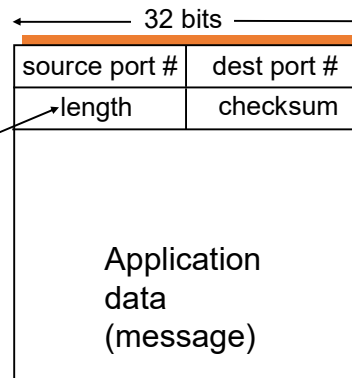 32 bits
source port # dest port #
length checksum
Application
data
(message)